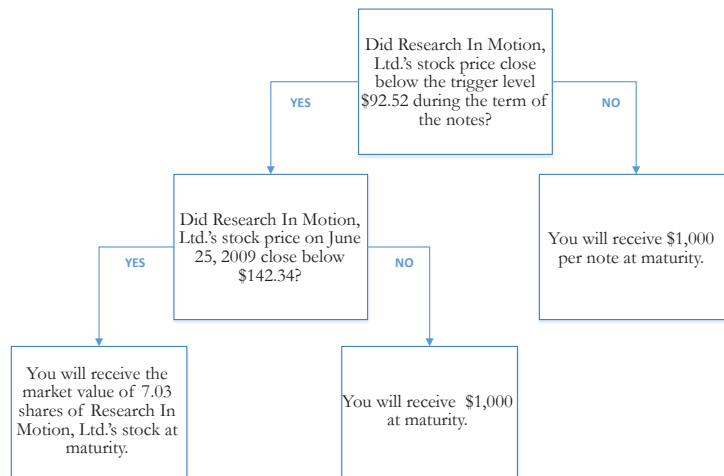 Did Research In Motion,
Ltd.'s stock price close
below the trigger level
$92.52 during the term of
the notes?
YES
NO
Did Research In Motion,
Ltd.'s stock price on June
25, 2009 close below
$142.34?
You will receive $1,000
per note at maturity.
YES
NO
You will receive the
market value of 7.03
shares of Research In
Motion, Ltd.'s stock at
maturity.
You will receive $1,000
at maturity.